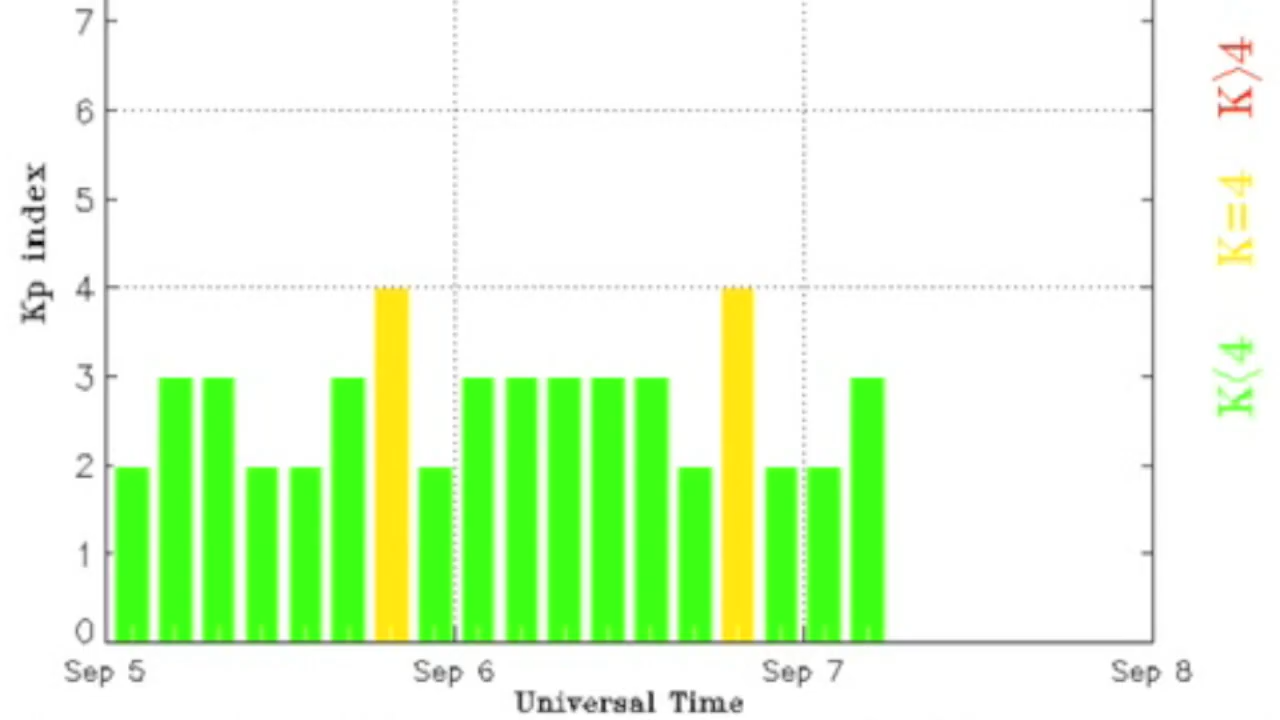 7
6
5
4
3
2
1
0
Kp index
Sep 5
Sep 6
Sep 7
Sep 8
Universal Time
K<4
K=4
K>4